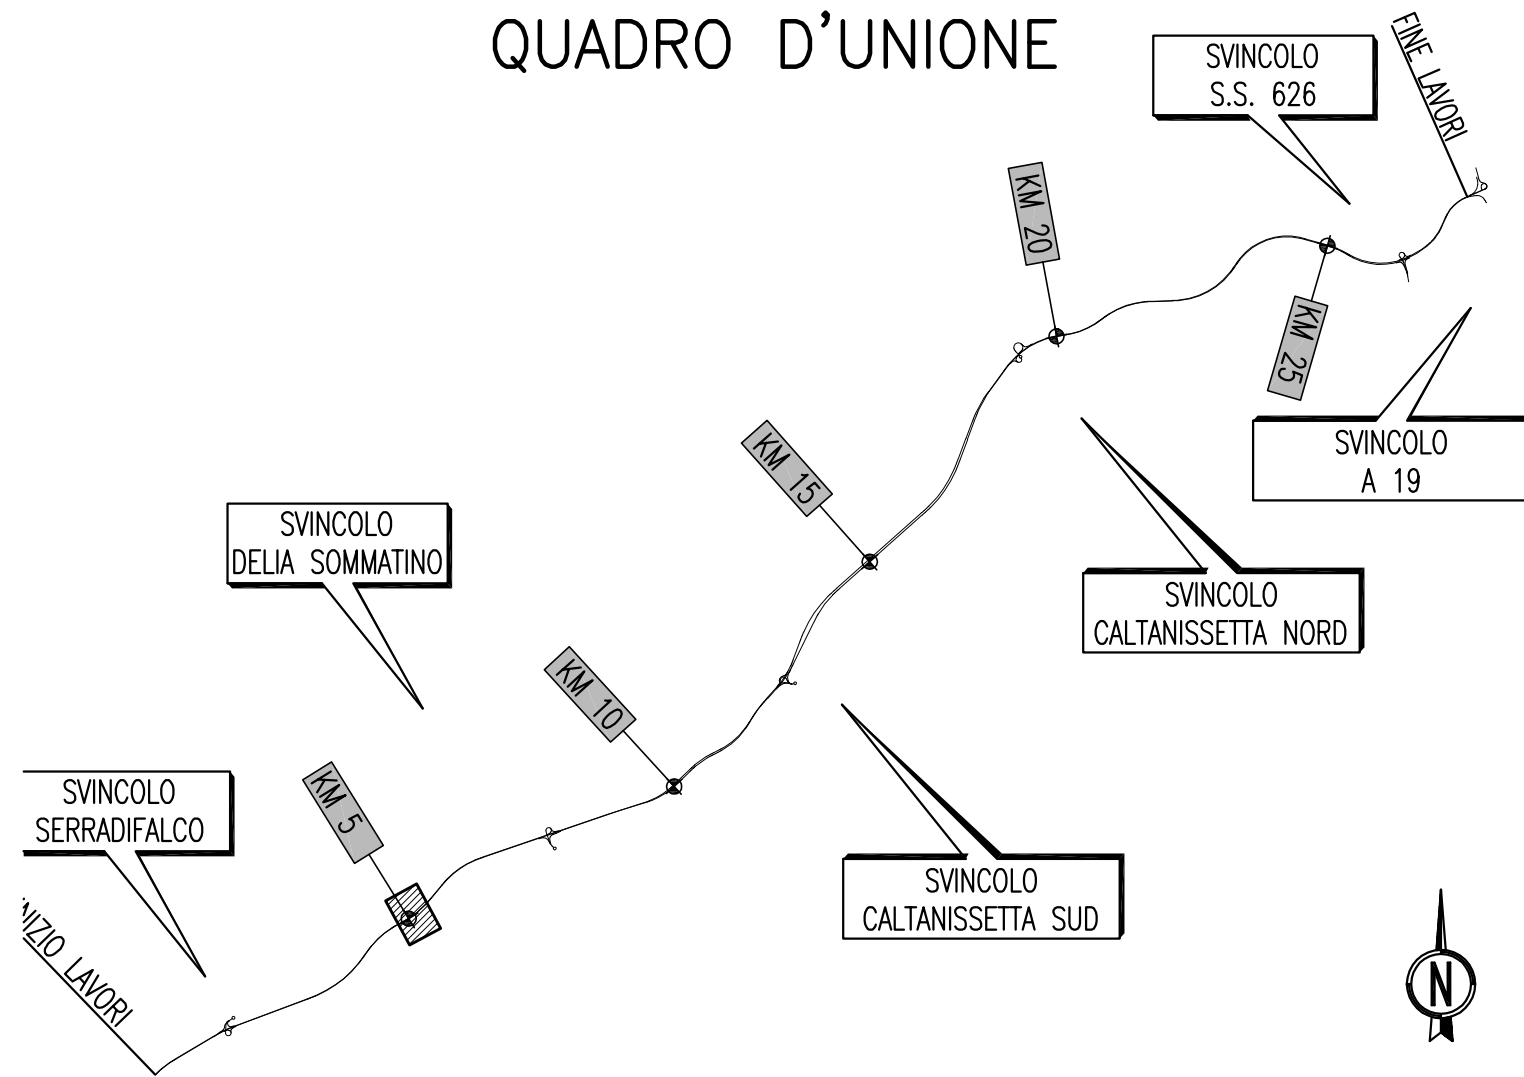 QUADRO D'UNIONE
SVINCOLO
S.S. 626
FINE LAVORI
KM 20
KM 25
SVINCOLO
A 19
KM 15
SVINCOLO
DELIA SOMMATINO
SVINCOLO
CALTANISSETTA NORD
KM 10
SVINCOLO
SERRADIFALCO
KM 5
SVINCOLO
CALTANISSETTA SUD
NIZIO LAVORI
N